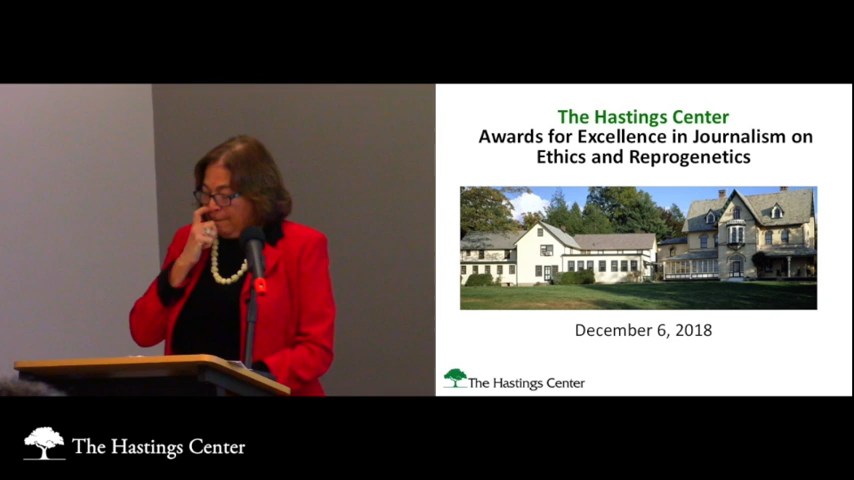 The Hastings Center
Awards for Excellence in Journalism on
Ethics and Reprogenetics
December 6, 2018
The Hastings Center
The Hastings Center